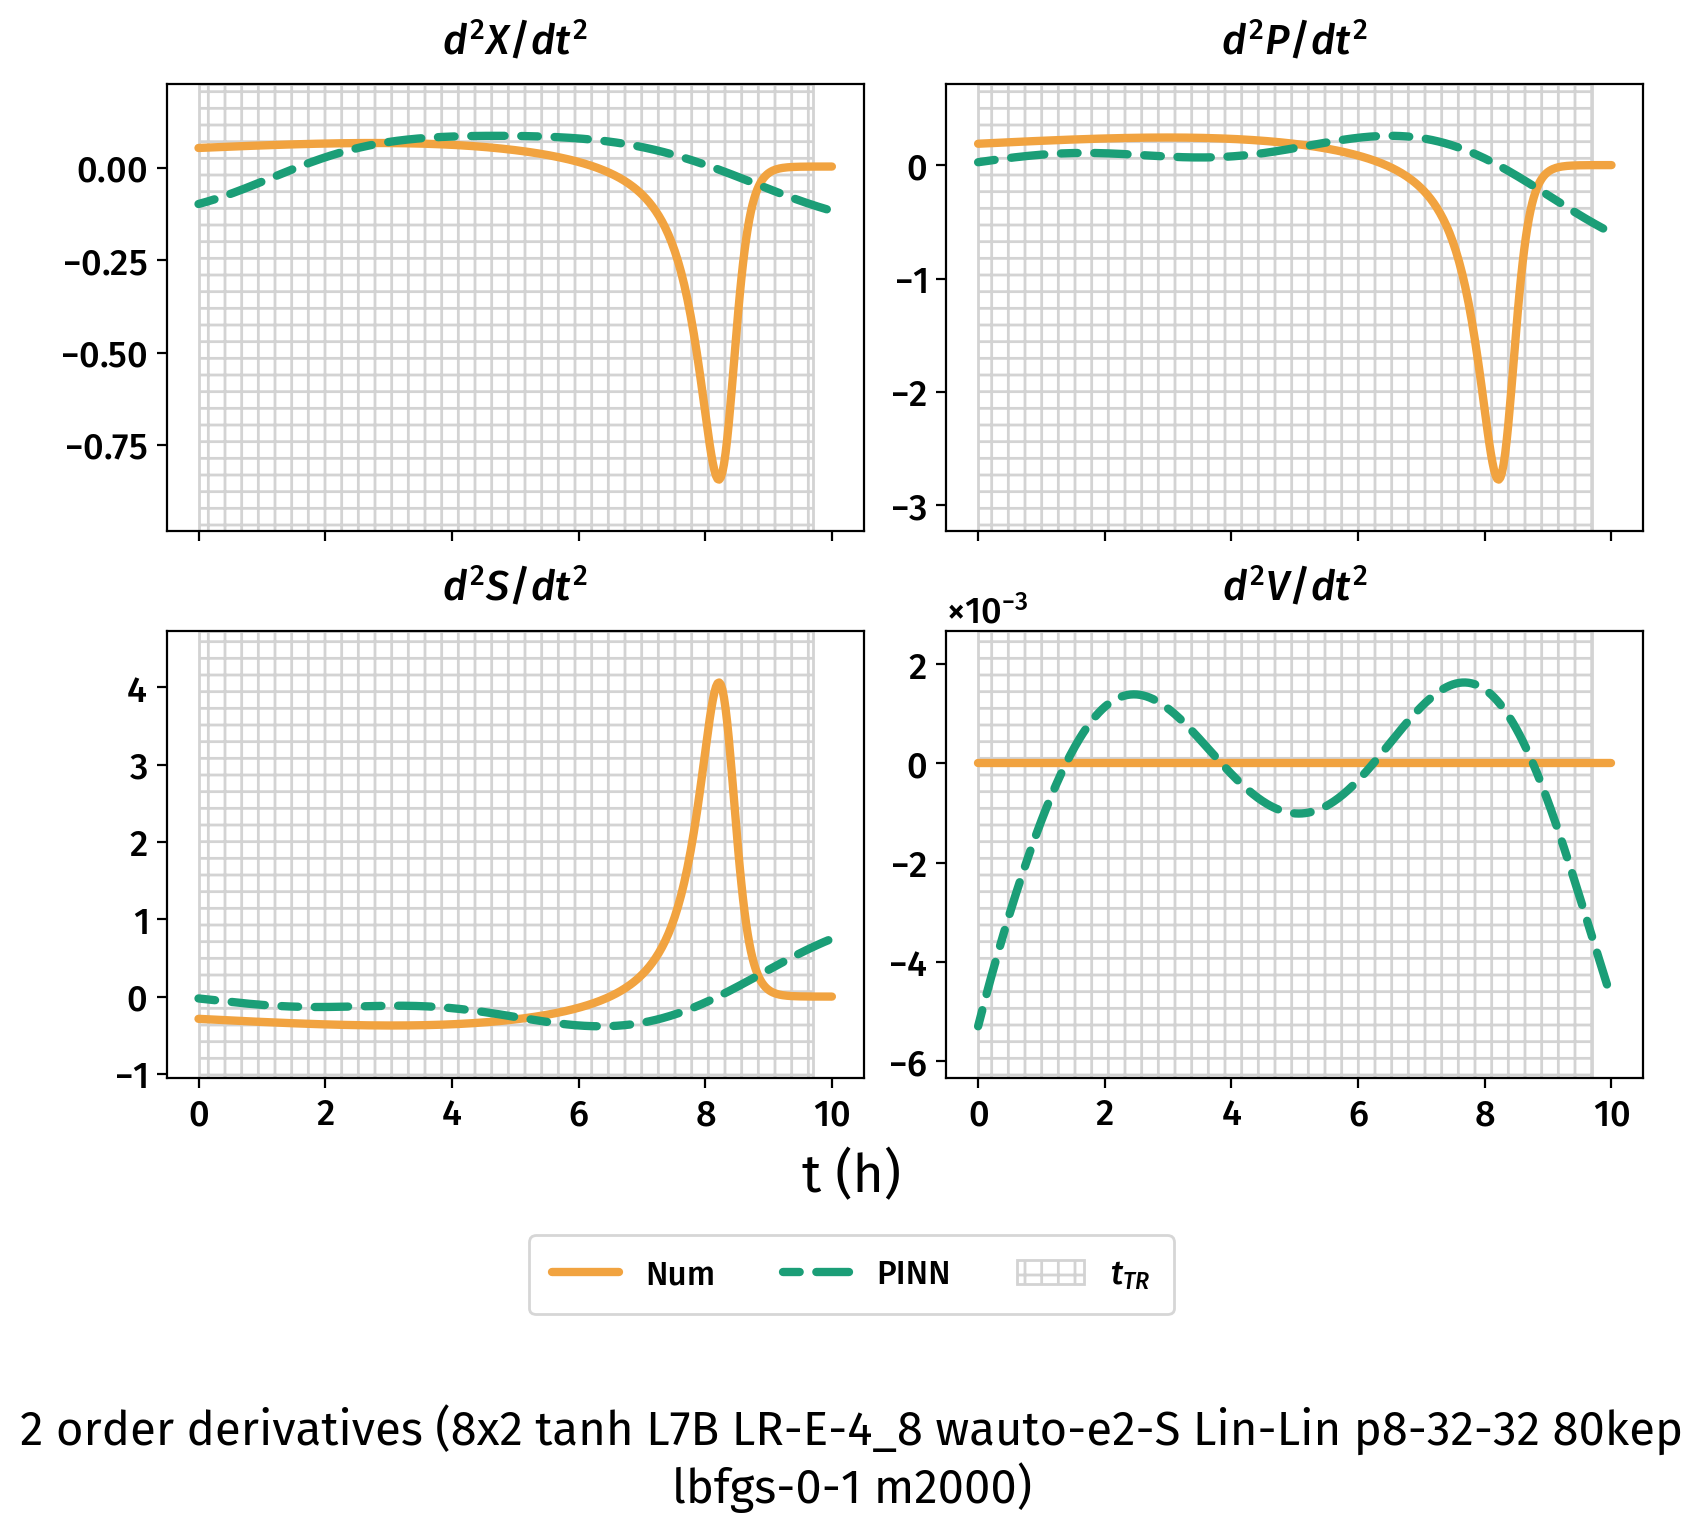 d²X/dt²
d²P/dt²
0.00
−0.25
−0.50
−0.75
0
−1
−2
−3
d²S/dt²
d²V/dt²
×10⁻³
4
3
2
1
0
−1
2
0
−2
−4
−6
0 2 4 6 8 10
0 2 4 6 8 10
t (h)
Num PINN t_TR
2 order derivatives (8x2 tanh L7B LR-E-4_8 wauto-e2-S Lin-Lin p8-32-32 80kep
lbfgs-0-1 m2000)